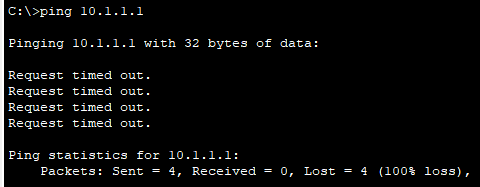 C:\>ping 10.1.1.1
Pinging 10.1.1.1 with 32 bytes of data:
Request timed out.
Request timed out.
Request timed out.
Request timed out.
Ping statistics for 10.1.1.1:
Packets: Sent = 4, Received = 0, Lost = 4 (100% loss),